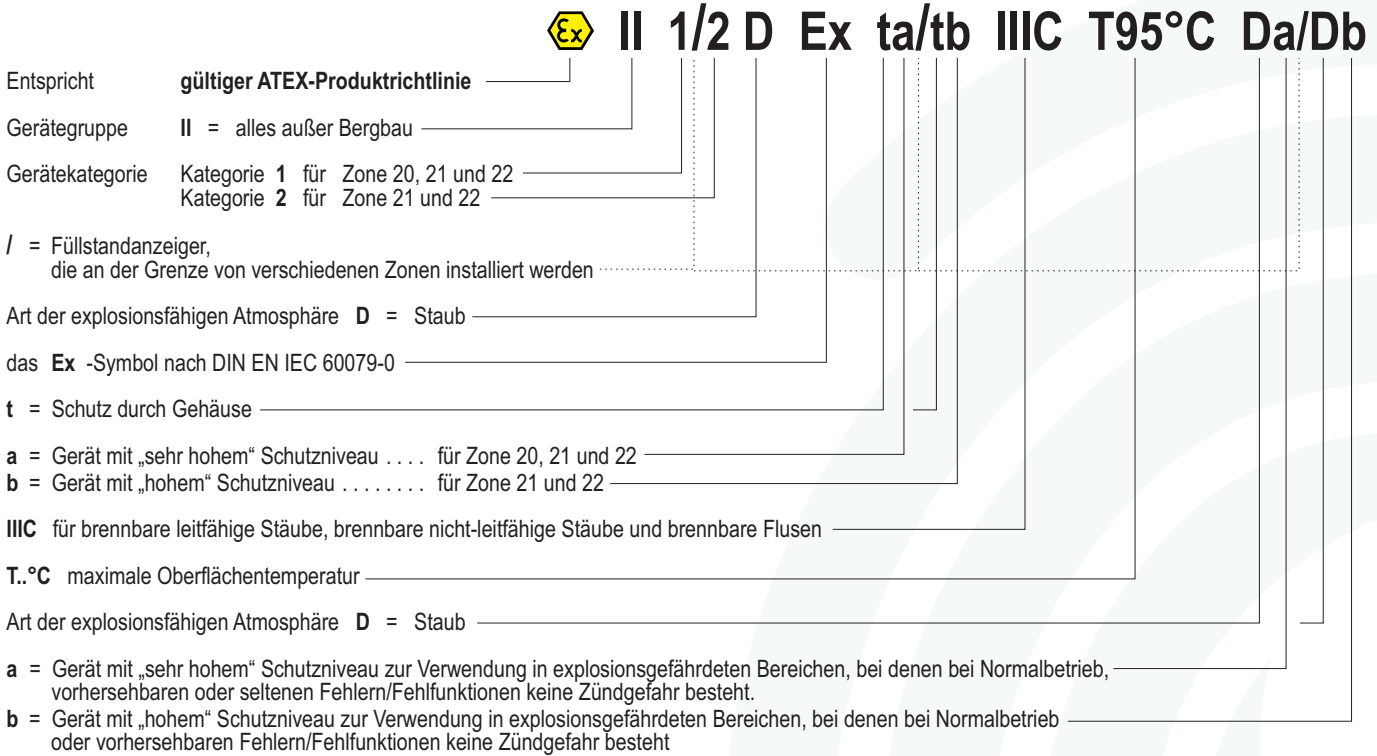 Ex II 1/2 D Ex ta/tb IIIC T95°C Da/Db
Entspricht gültiger ATEX-Produktrichtlinie
Gerätegruppe II = alles außer Bergbau
Gerätekategorie Kategorie 1 für Zone 20, 21 und 22
Kategorie 2 für Zone 21 und 22
/ = Füllstandanzeiger,
die an der Grenze von verschiedenen Zonen installiert werden
Art der explosionsfähigen Atmosphäre D = Staub
das Ex -Symbol nach DIN EN IEC 60079-0
t = Schutz durch Gehäuse
a = Gerät mit „sehr hohem“ Schutzniveau . . . . für Zone 20, 21 und 22
b = Gerät mit „hohem“ Schutzniveau . . . . . . . . für Zone 21 und 22
IIIC für brennbare leitfähige Stäube, brennbare nicht-leitfähige Stäube und brennbare Flusen
T..°C maximale Oberflächentemperatur
Art der explosionsfähigen Atmosphäre D = Staub
a = Gerät mit „sehr hohem“ Schutzniveau zur Verwendung in explosionsgefährdeten Bereichen, bei denen bei Normalbetrieb,
vorhersehbaren oder seltenen Fehlern/Fehlfunktionen keine Zündgefahr besteht.
b = Gerät mit „hohem“ Schutzniveau zur Verwendung in explosionsgefährdeten Bereichen, bei denen bei Normalbetrieb
oder vorhersehbaren Fehlern/Fehlfunktionen keine Zündgefahr besteht